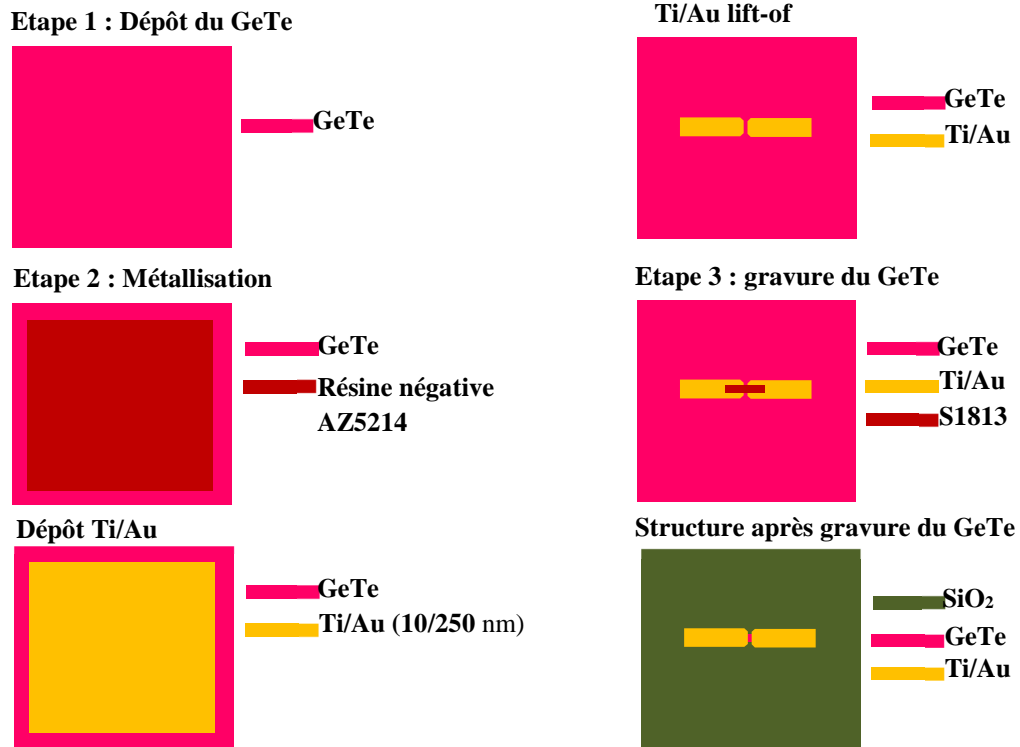 Etape 1 : Dépôt du GeTe
GeTe
Etape 2 : Métallisation
GeTe
Résine négative
AZ5214
Dépôt Ti/Au
GeTe
Ti/Au (10/250 nm)
Ti/Au lift-of
GeTe
Ti/Au
Etape 3 : gravure du GeTe
GeTe
Ti/Au
S1813
Structure après gravure du GeTe
SiO₂
GeTe
Ti/Au